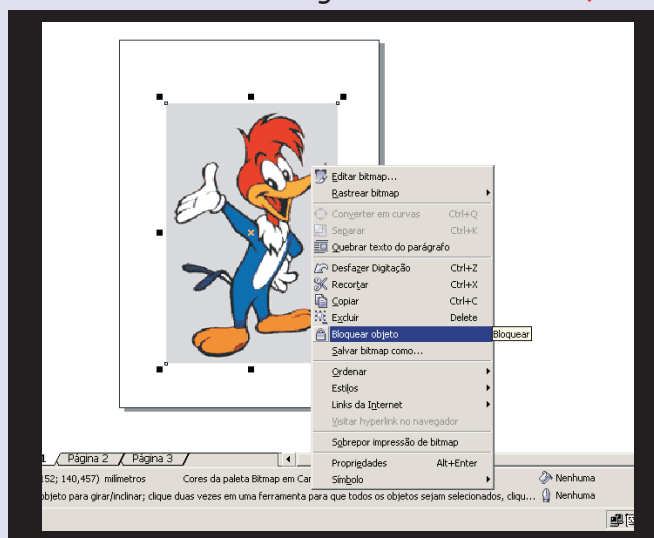 Editar bitmap...
Rastrear bitmap
Converter em curvas Ctrl+Q
Separar Ctrl+K
Quebrar texto do parágrafo
Desfazer Digitação Ctrl+Z
Recortar Ctrl+X
Copiar Ctrl+C
Excluir Delete
Bloquear objeto
Bloquear
Salvar bitmap como...
Ordenar
Estilos
Links da Internet
Visitar hyperlink no navegador
Sobrepor impressão de bitmap
Propriedades Alt+Enter
Símbolo
1 Página 2 Página 3
152; 140,457) milímetros Cores da paleta Bitmap em Nenhuma
objeto para girar/inclinar; clique duas vezes em uma ferramenta para que todos os objetos sejam selecionados, cliqu... Nenhuma